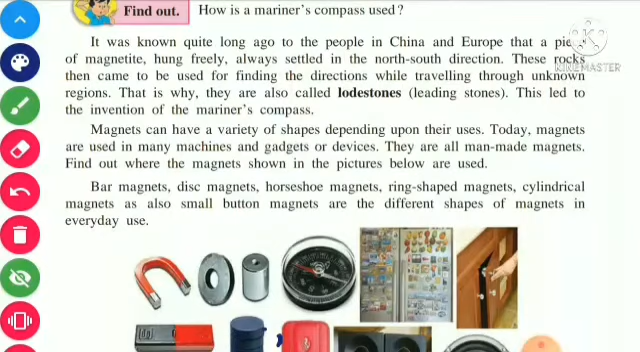 Find out. How is a mariner's compass used?
It was known quite long ago to the people in China and Europe that a
of magnetite, hung freely, always settled in the north-south direction. These rocks
KINEMASTER
then came to be used for finding the directions while travelling through unknown
regions. That is why, they are also called lodestones (leading stones). This led to
the invention of the mariner's compass.
Magnets can have a variety of shapes depending upon their uses. Today, magnets
are used in many machines and gadgets or devices. They are all man-made magnets.
Find out where the magnets shown in the pictures below are used.
Bar magnets, disc magnets, horseshoe magnets, ring-shaped magnets, cylindrical
magnets as also small button magnets are the different shapes of magnets in
everyday use.